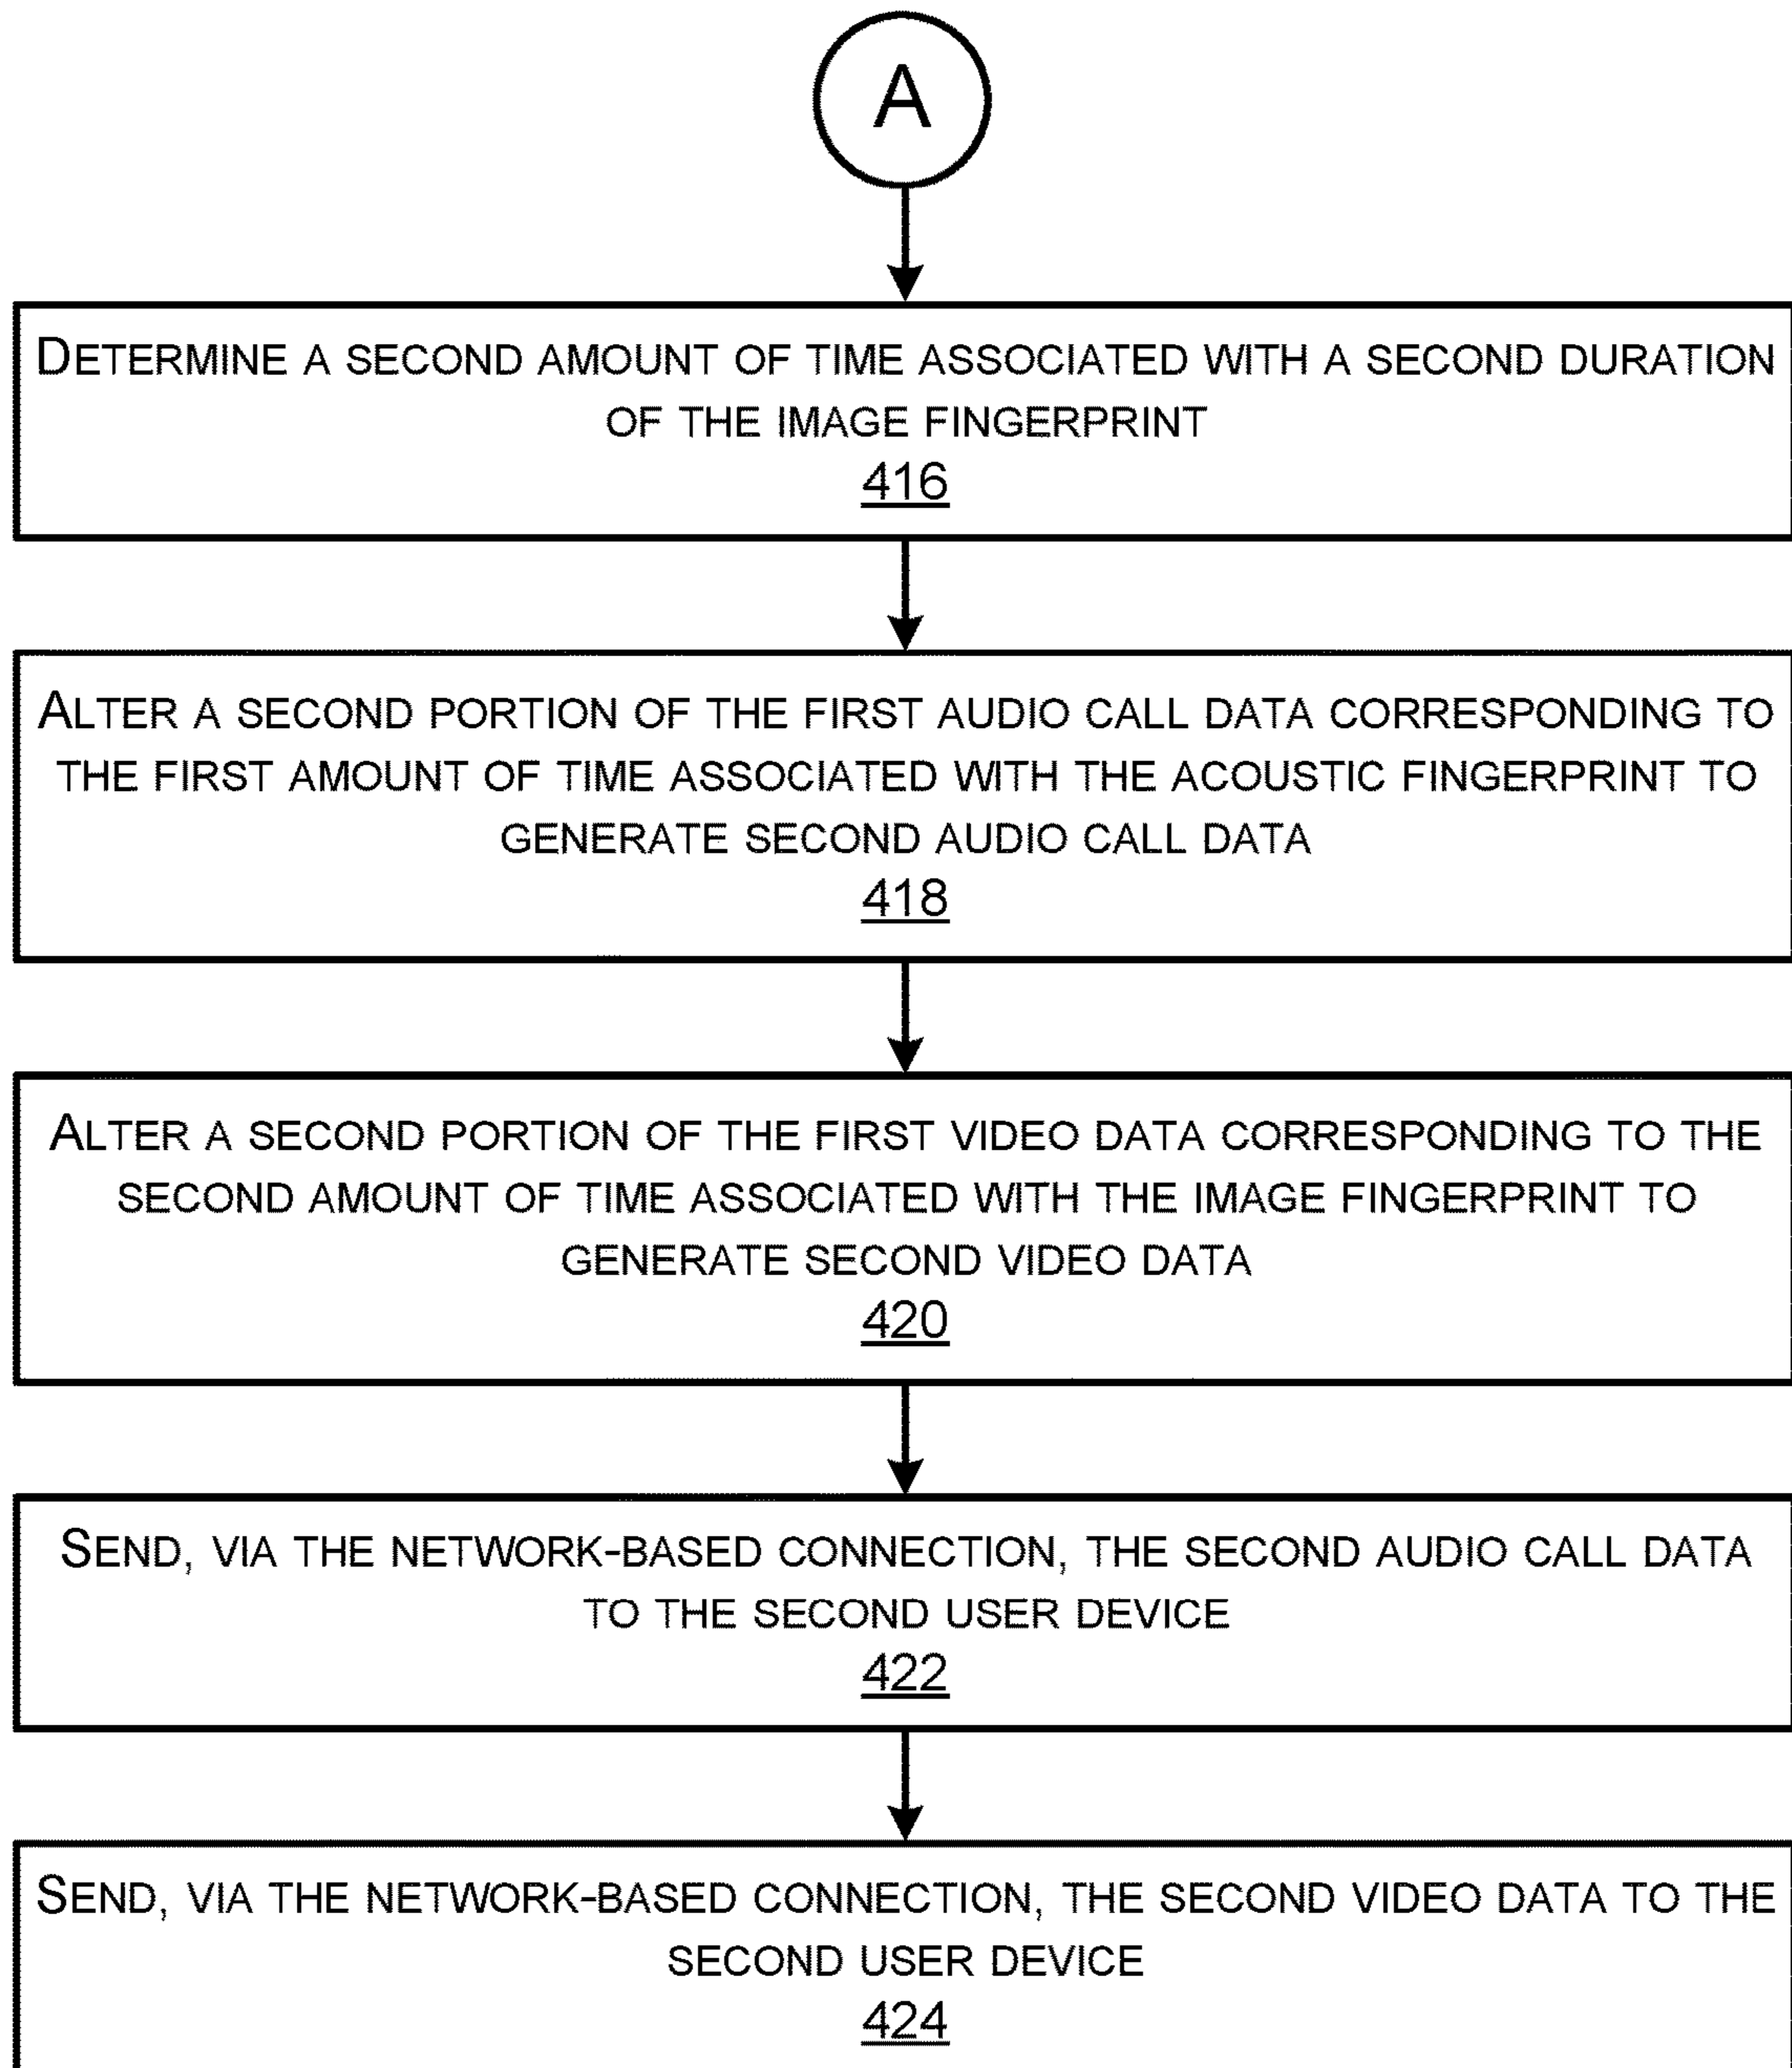 A
DETERMINE A SECOND AMOUNT OF TIME ASSOCIATED WITH A SECOND DURATION
OF THE IMAGE FINGERPRINT
416
ALTER A SECOND PORTION OF THE FIRST AUDIO CALL DATA CORRESPONDING TO
THE FIRST AMOUNT OF TIME ASSOCIATED WITH THE ACOUSTIC FINGERPRINT TO
GENERATE SECOND AUDIO CALL DATA
418
ALTER A SECOND PORTION OF THE FIRST VIDEO DATA CORRESPONDING TO THE
SECOND AMOUNT OF TIME ASSOCIATED WITH THE IMAGE FINGERPRINT TO
GENERATE SECOND VIDEO DATA
420
SEND, VIA THE NETWORK-BASED CONNECTION, THE SECOND AUDIO CALL DATA
TO THE SECOND USER DEVICE
422
SEND, VIA THE NETWORK-BASED CONNECTION, THE SECOND VIDEO DATA TO THE
SECOND USER DEVICE
424